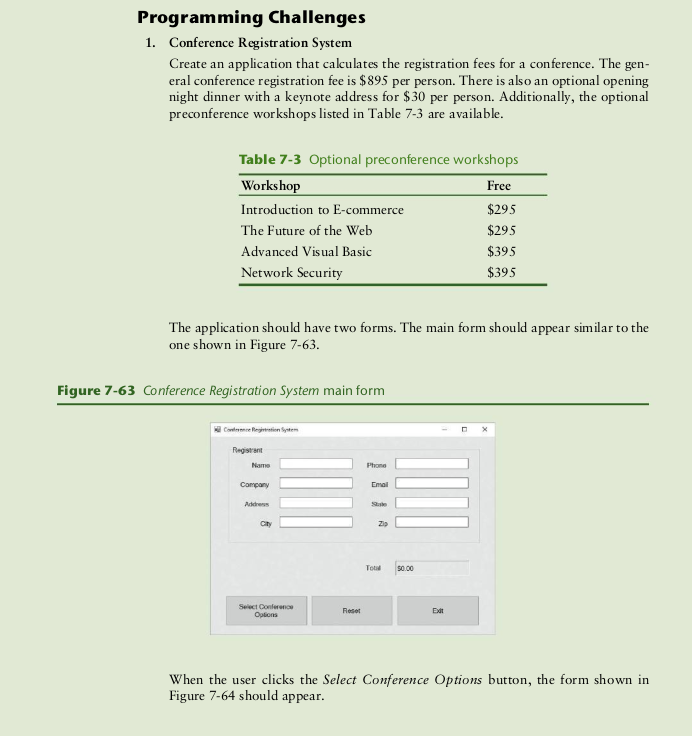 Programming Challenges
1. Conference Registration System
Create an application that calculates the registration fees for a conference. The gen-
eral conference registration fee is $895 per person. There is also an optional opening
night dinner with a keynote address for $30 per person. Additionally, the optional
preconference workshops listed in Table 7-3 are available.
Table 7-3 Optional preconference workshops
Workshop Free
Introduction to E-commerce $295
The Future of the Web $295
Advanced Visual Basic $395
Network Security $395
The application should have two forms. The main form should appear similar to the
one shown in Figure 7-63.
Figure 7-63 Conference Registration System main form
Conference Registration System
Registrant
Name Phone
Company Email
Address State
City Zip
Total $0.00
Select Conference
Options
Reset
Exit
When the user clicks the Select Conference Options button, the form shown in
Figure 7-64 should appear.